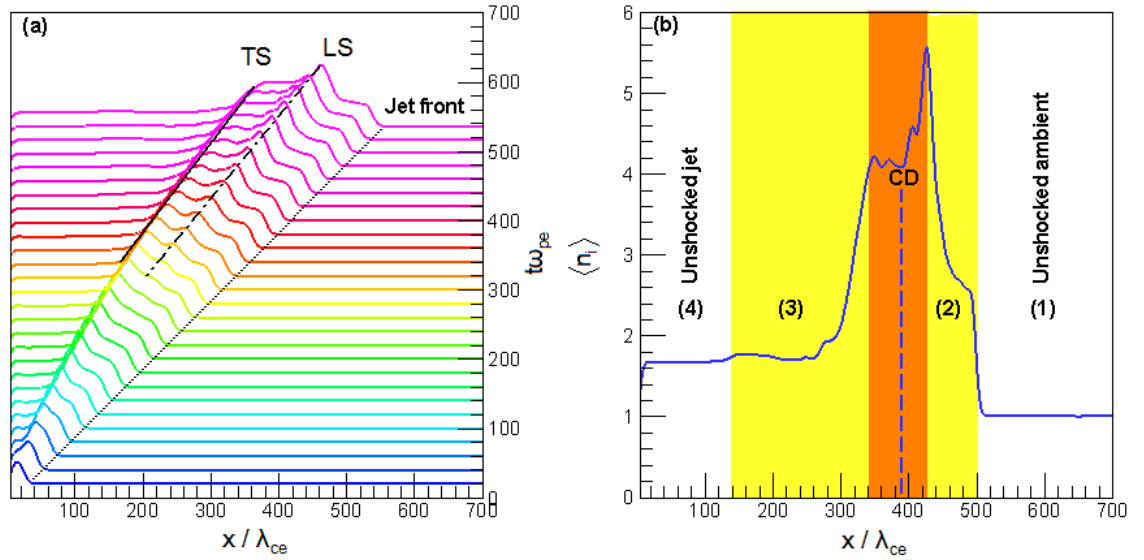 (a)
TS
LS
Jet front
700
600
500
400
300
200
100
0
tω_pe
100 200 300 400 500 600 700
x / λ_ce
(b)
6
5
4
3
2
1
0
⟨n_i⟩
Unshocked jet
(4)
(3)
CD
(2)
Unshocked ambient
(1)
100 200 300 400 500 600 700
x / λ_ce